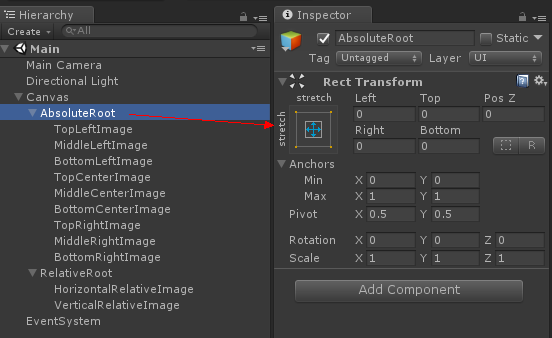 Hierarchy
Create
All
Main
Main Camera
Directional Light
Canvas
AbsoluteRoot
TopLeftImage
MiddleLeftImage
BottomLeftImage
TopCenterImage
MiddleCenterImage
BottomCenterImage
TopRightImage
MiddleRightImage
BottomRightImage
RelativeRoot
HorizontalRelativeImage
VerticalRelativeImage
EventSystem
Inspector
AbsoluteRoot Static
Tag Untagged Layer UI
Rect Transform
stretch
stretch
Left Top Pos Z
0 0 0
Right Bottom
0 0 R
Anchors
Min X 0 Y 0
Max X 1 Y 1
Pivot X 0.5 Y 0.5
Rotation X 0 Y 0 Z 0
Scale X 1 Y 1 Z 1
Add Component